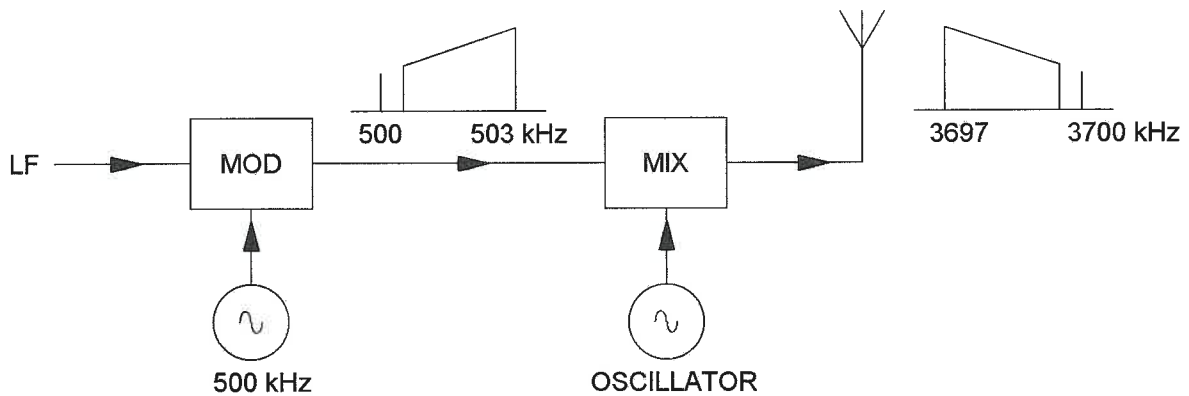 500
503 kHz
3697
3700 kHz
LF
MOD
MIX
500 kHz
OSCILLATOR